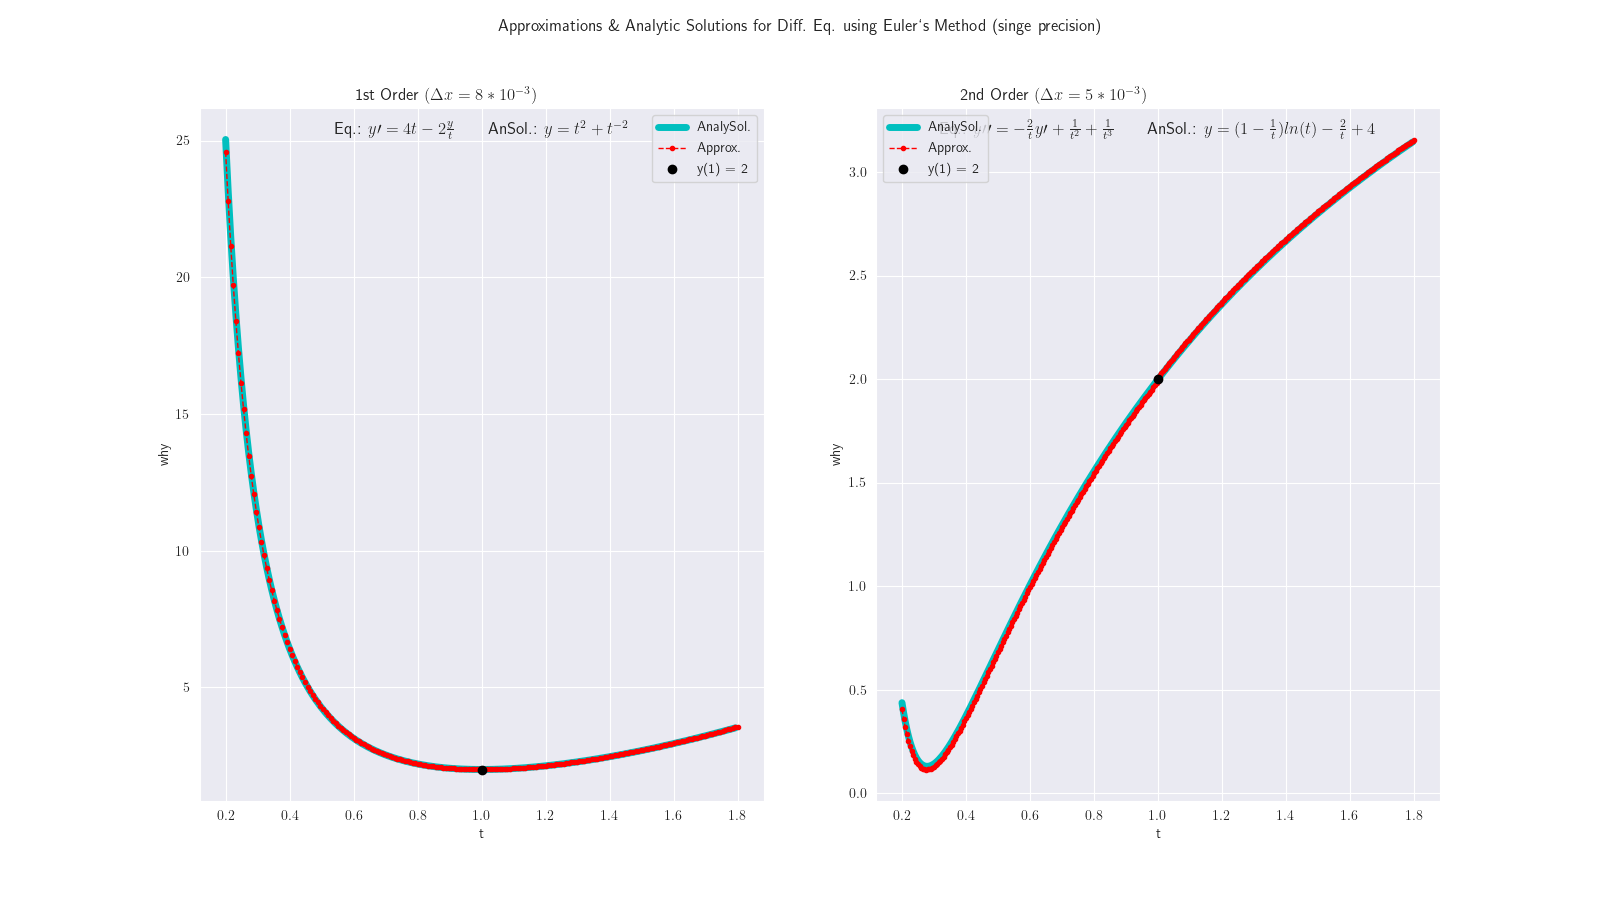 Approximations & Analytic Solutions for Diff. Eq. using Euler‘s Method (singe precision)
1st Order (Δx = 8 ∗ 10⁻³)
Eq.: y′ = 4t − 2y/t AnSol.: y = t² + t⁻²
AnalySol.
Approx.
y(1) = 2
25
20
15
10
5
why
0.2 0.4 0.6 0.8 1.0 1.2 1.4 1.6 1.8
t
2nd Order (Δx = 5 ∗ 10⁻³)
′′ = −2/t y′ + 1/t² + 1/t³ AnSol.: y = (1 − 1/t)ln(t) − 2/t + 4
AnalySol.
Approx.
y(1) = 2
3.0
2.5
2.0
1.5
1.0
0.5
0.0
why
0.2 0.4 0.6 0.8 1.0 1.2 1.4 1.6 1.8
t